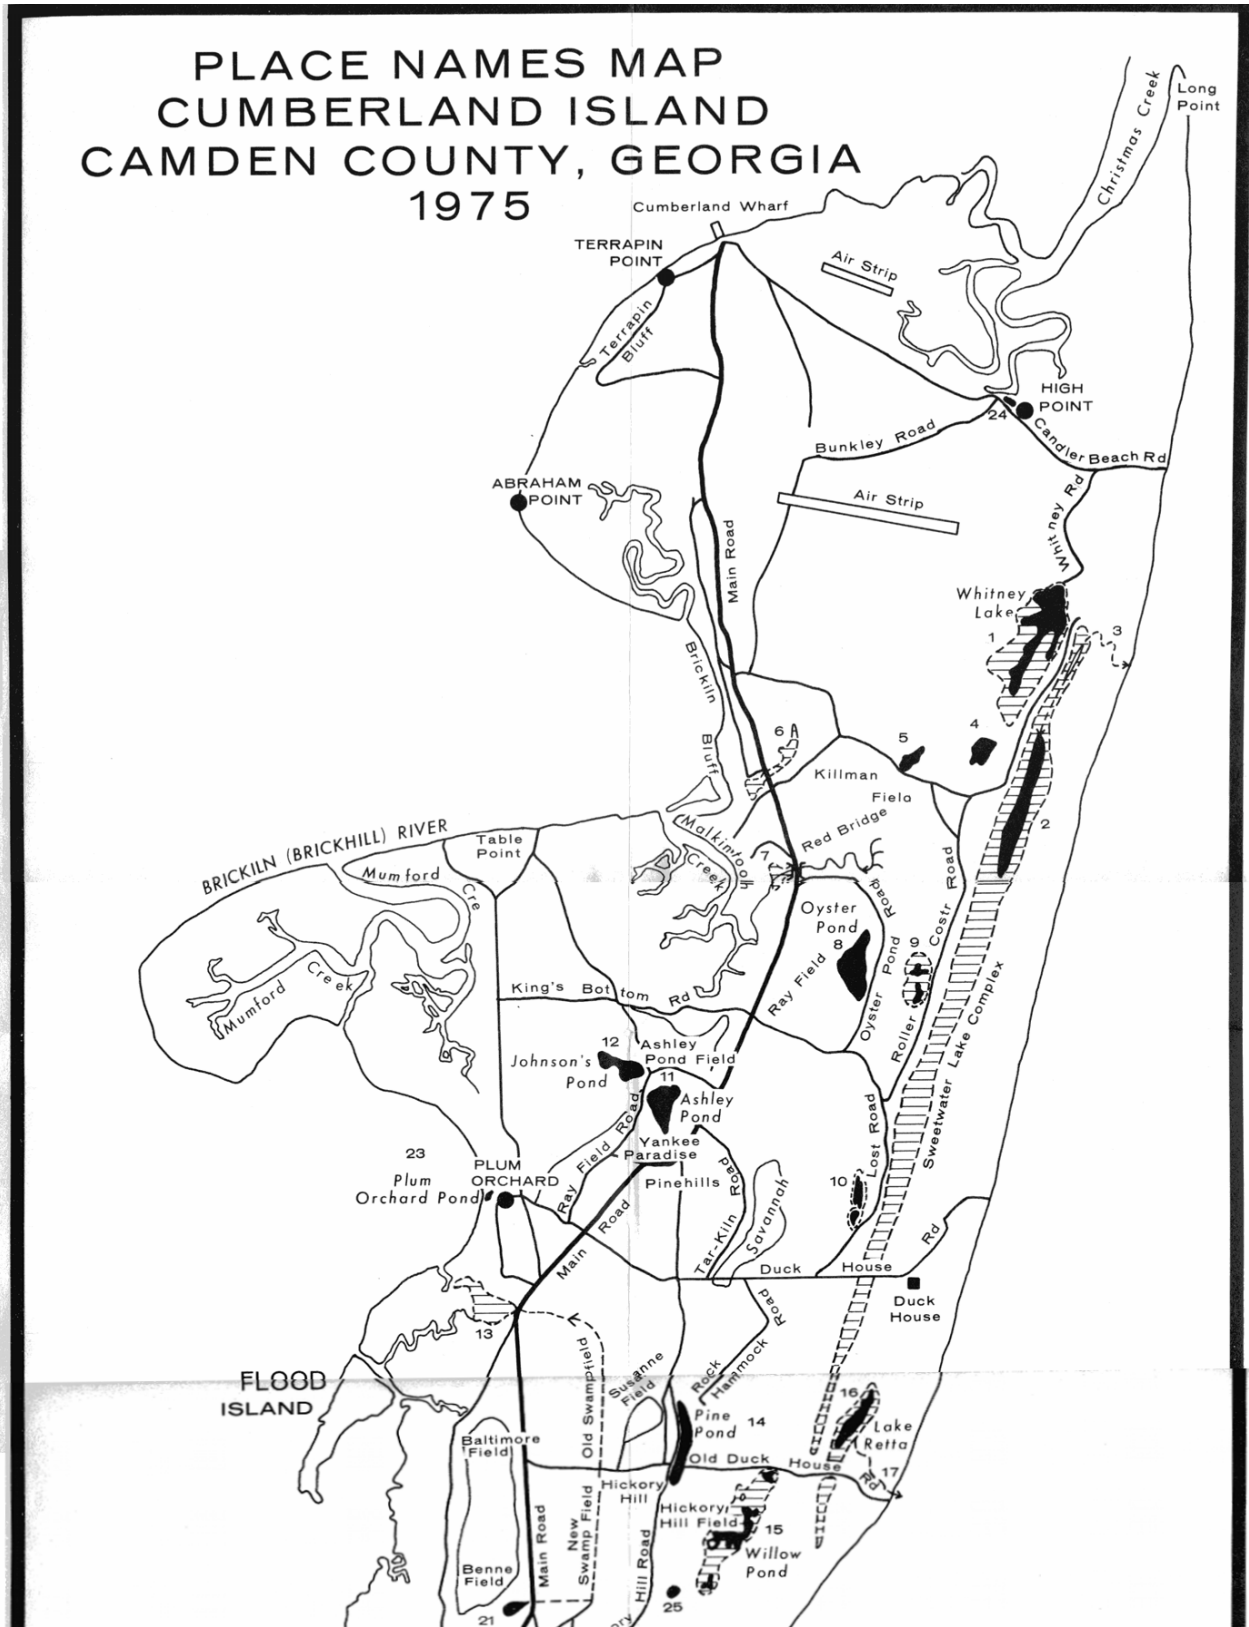 PLACE NAMES MAP
CUMBERLAND ISLAND
CAMDEN COUNTY, GEORGIA
1975
Long
Point
Christmas Creek
Cumberland Wharf
TERRAPIN
POINT
Air Strip
Terrapin
Bluff
HIGH
POINT
24
Candler Beach Rd
Bunkley Road
ABRAHAM
POINT
Air Strip
Whitney Rd
Main Road
Whitney
Lake
1
3
Brickiln
Bluff
6 A
5
4
Killman
Field
2
Red Bridge
Malkintooh
Creek
7
BRICKILN (BRICKHILL) RIVER
Table
Point
Mumford
Cre
Mumford
Creek
Oyster
Pond
8
Ray Field
Oyster Pond Road
9
Roller Costr Road
Sweetwater Lake Complex
King's Bottom Rd
12
Johnson's
Pond
Ashley
Pond Field
11
Ashley
Pond
Ray Field Road
Yankee
Paradise
Pinehills
Tar-Kiln Road
Savannah
10
Lost Road
23
Plum
Orchard Pond
PLUM
ORCHARD
Main Road
Duck House Rd
Duck
House
13
Rock
Hammock
Road
FLOOD
ISLAND
Old Swampfield
Susanne
Field
Pine
Pond
14
16
Lake
Retta
17
Baltimore
Field
Old Duck House Rd
Hickory
Hill
Hickory
Hill Field
15
Willow
Pond
Main Road
New
Swamp Field
Hill Road
Benne
Field
21
25
ry